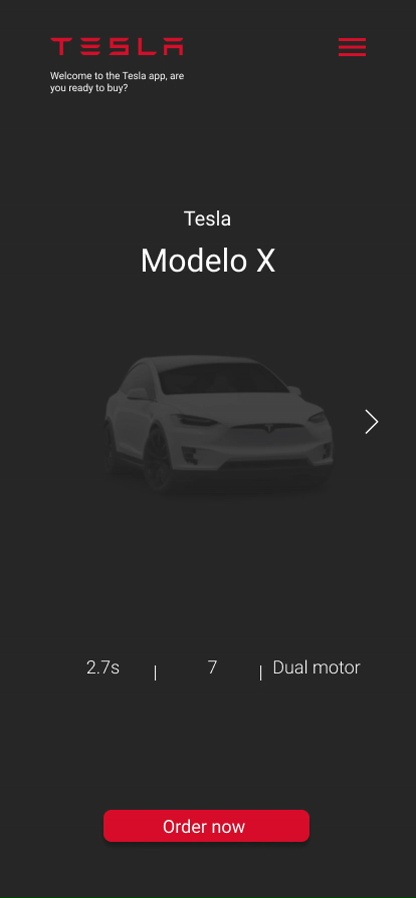 TESLA
Welcome to the Tesla app, are
you ready to buy?
Tesla
Modelo X
2.7s | 7 | Dual motor
Order now